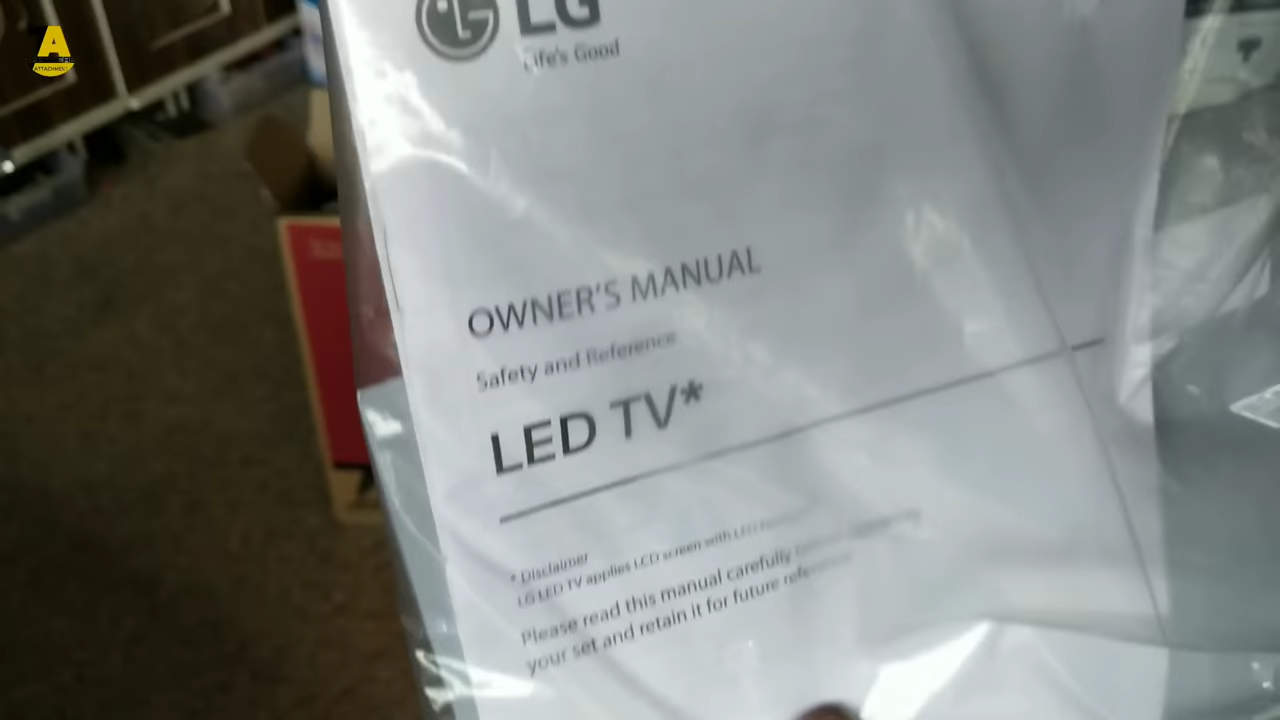 A
ATTACHMENT
LG
Life's Good
OWNER'S MANUAL
Safety and Reference
LED TV*
* Disclaimer
LG LED TV applies LCD screen with LED
Please read this manual carefully
your set and retain it for future